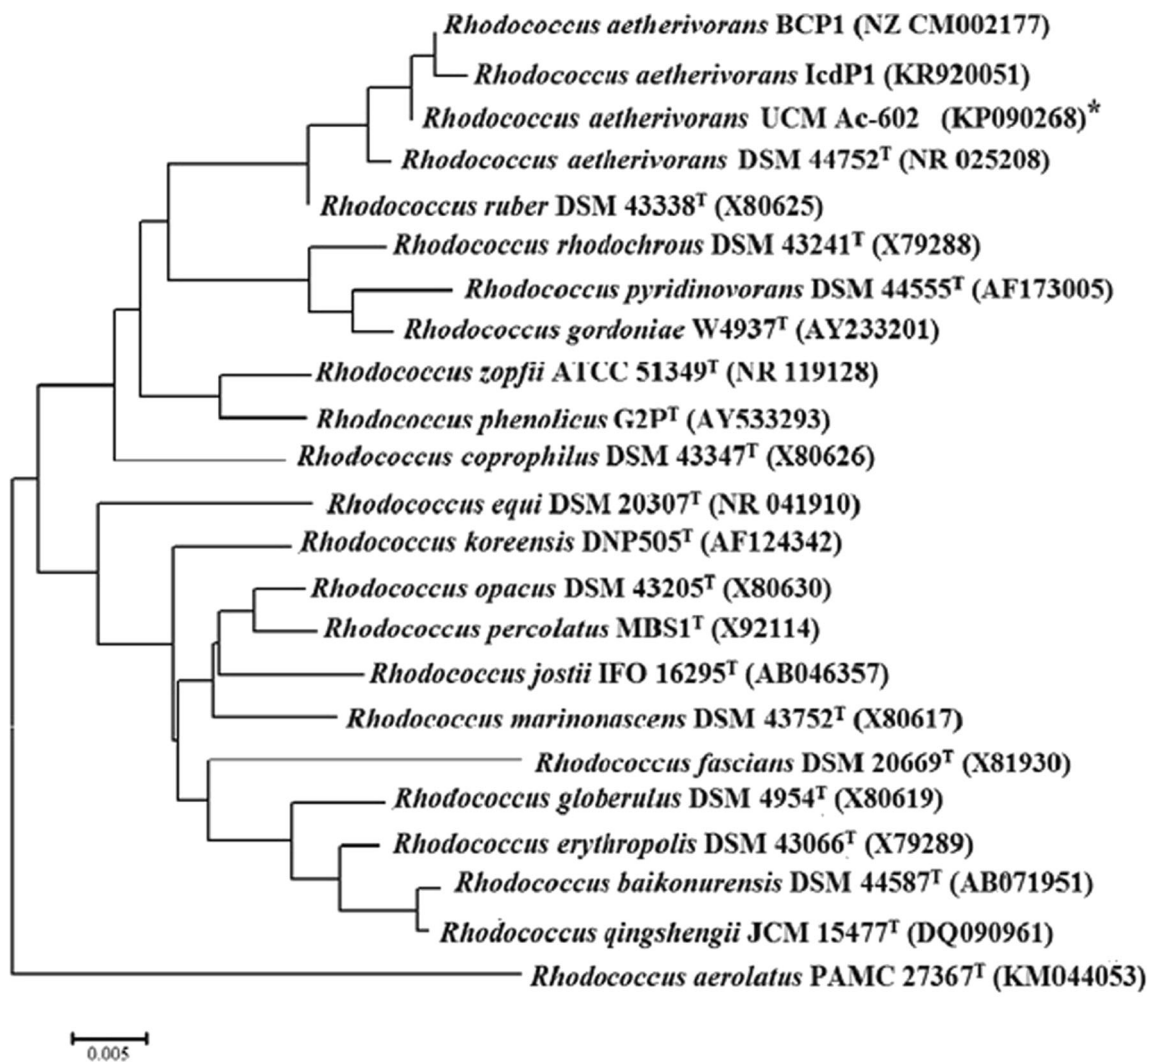 Rhodococcus aetherivorans BCP1 (NZ CM002177)
Rhodococcus aetherivorans IcdP1 (KR920051)
Rhodococcus aetherivorans UCM Ac-602 (KP090268)*
Rhodococcus aetherivorans DSM 44752ᵀ (NR 025208)
Rhodococcus ruber DSM 43338ᵀ (X80625)
Rhodococcus rhodochrous DSM 43241ᵀ (X79288)
Rhodococcus pyridinovorans DSM 44555ᵀ (AF173005)
Rhodococcus gordoniae W4937ᵀ (AY233201)
Rhodococcus zopfii ATCC 51349ᵀ (NR 119128)
Rhodococcus phenolicus G2Pᵀ (AY533293)
Rhodococcus coprophilus DSM 43347ᵀ (X80626)
Rhodococcus equi DSM 20307ᵀ (NR 041910)
Rhodococcus koreensis DNP505ᵀ (AF124342)
Rhodococcus opacus DSM 43205ᵀ (X80630)
Rhodococcus percolatus MBS1ᵀ (X92114)
Rhodococcus jostii IFO 16295ᵀ (AB046357)
Rhodococcus marinonascens DSM 43752ᵀ (X80617)
Rhodococcus fascians DSM 20669ᵀ (X81930)
Rhodococcus globerulus DSM 4954ᵀ (X80619)
Rhodococcus erythropolis DSM 43066ᵀ (X79289)
Rhodococcus baikonurensis DSM 44587ᵀ (AB071951)
Rhodococcus qingshengii JCM 15477ᵀ (DQ090961)
Rhodococcus aerolatus PAMC 27367ᵀ (KM044053)
0.005